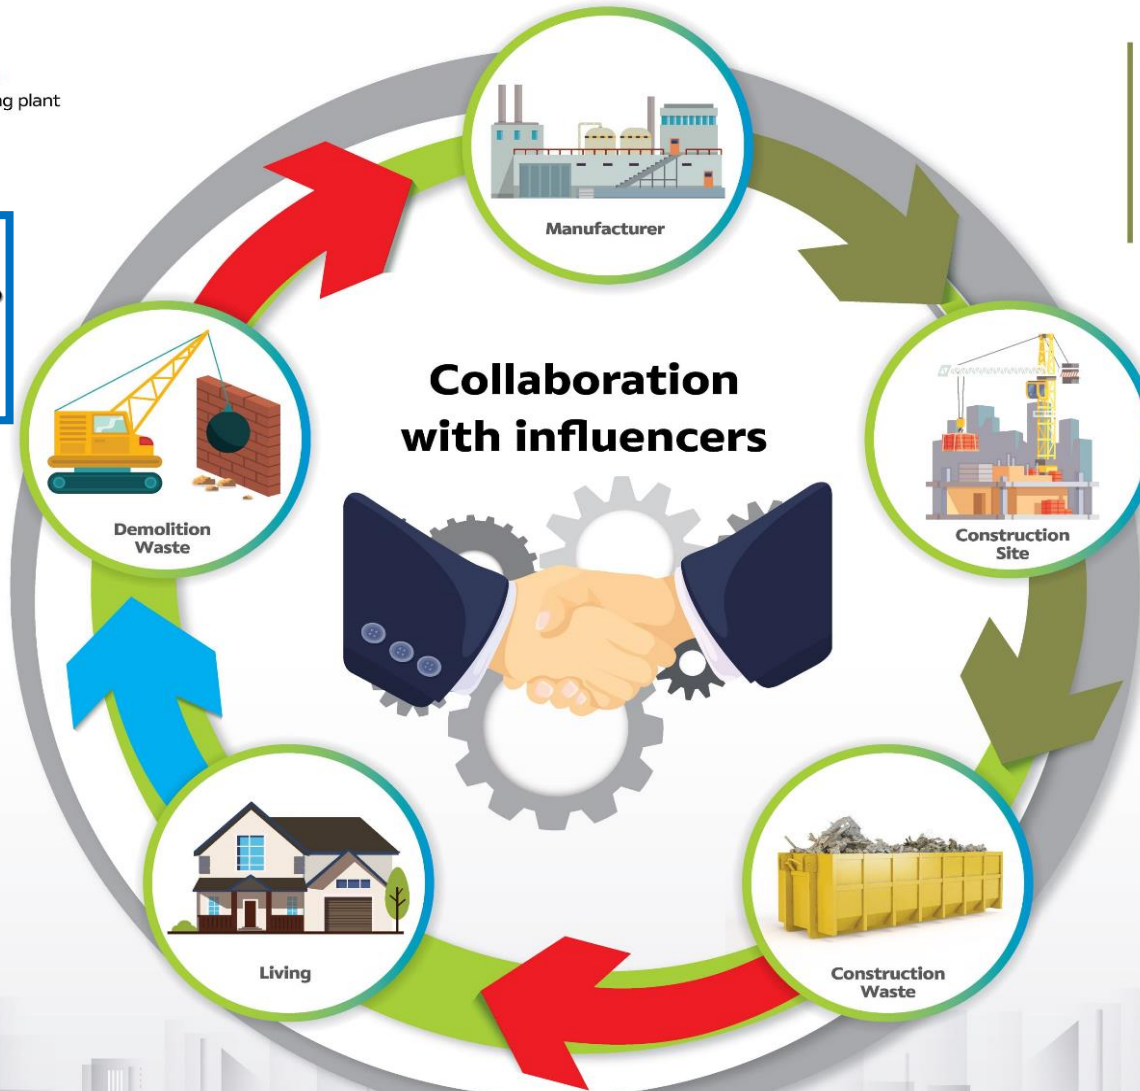 plant
Manufacturer
Collaboration
with influencers
Demolition
Waste
Construction
Site
Living
Construction
Waste